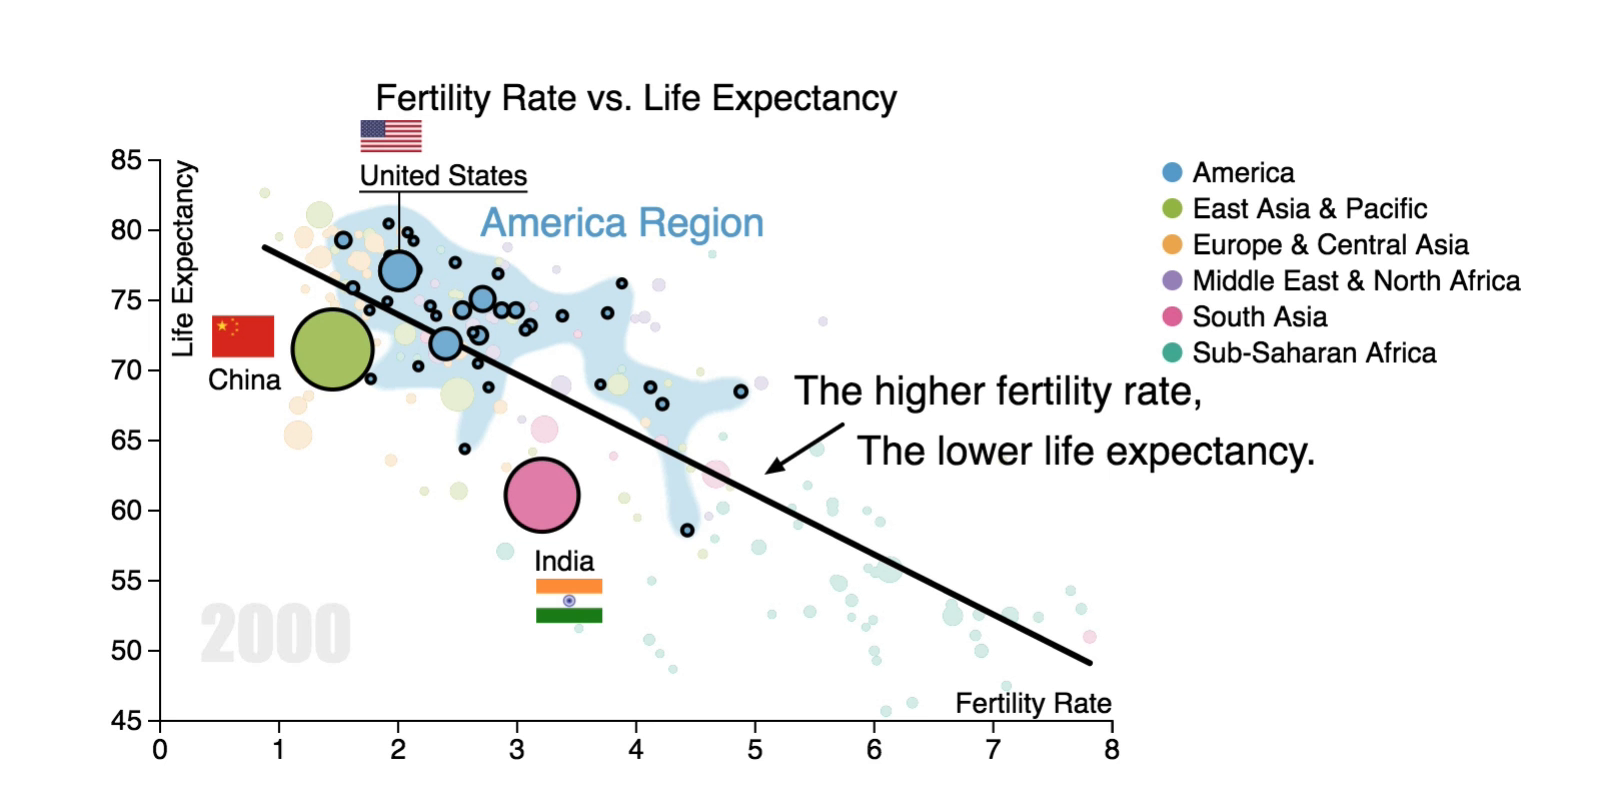 Fertility Rate vs. Life Expectancy
United States
America Region
85
80
75
70
65
60
55
50
45
Life Expectancy
China
India
2000
The higher fertility rate,
The lower life expectancy.
Fertility Rate
0 1 2 3 4 5 6 7 8
America
East Asia & Pacific
Europe & Central Asia
Middle East & North Africa
South Asia
Sub-Saharan Africa